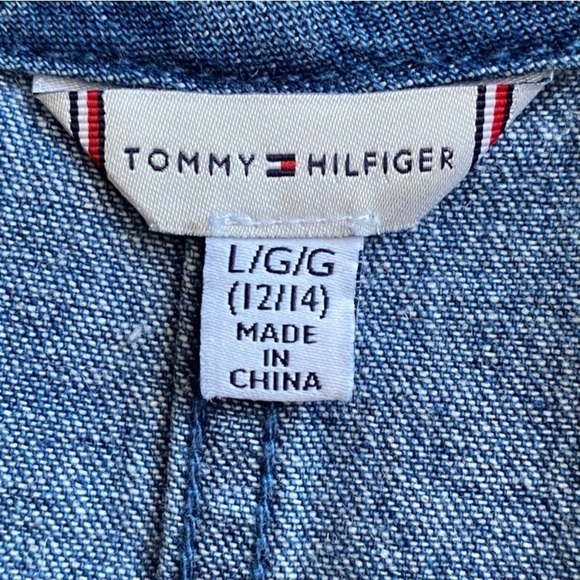 TOMMY HILFIGER
L/G/G
(12/14)
MADE
IN
CHINA